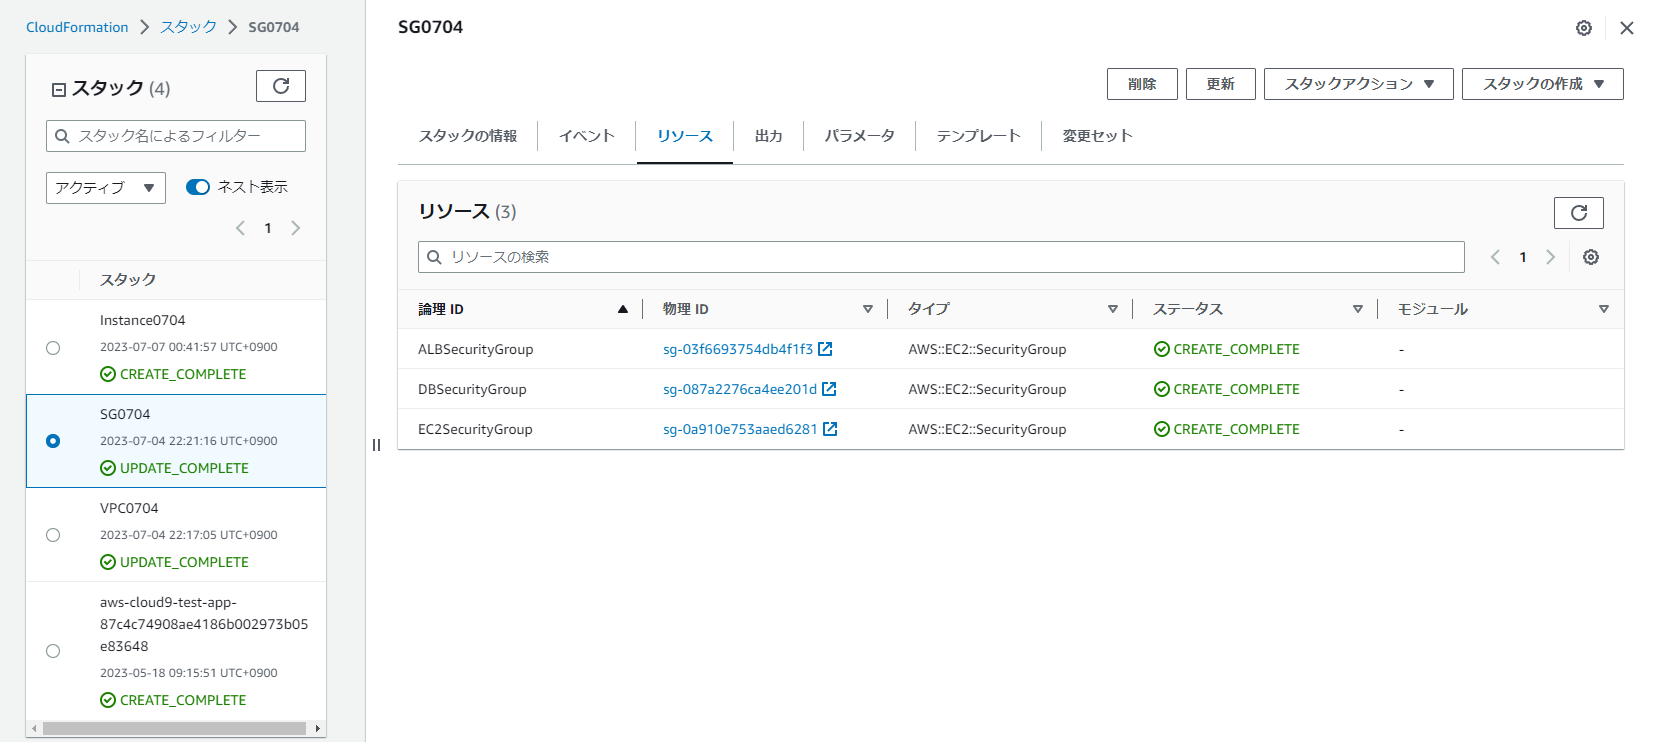 CloudFormation > スタック > SG0704
スタック (4)
スタック名によるフィルター
アクティブ ▼ ネスト表示
1
スタック
Instance0704
2023-07-07 00:41:57 UTC+0900
CREATE_COMPLETE
SG0704
2023-07-04 22:21:16 UTC+0900
UPDATE_COMPLETE
VPC0704
2023-07-04 22:17:05 UTC+0900
UPDATE_COMPLETE
aws-cloud9-test-app-
87c4c74908ae4186b002973b05
e83648
2023-05-18 09:15:51 UTC+0900
CREATE_COMPLETE
SG0704
削除 更新 スタックアクション ▼ スタックの作成 ▼
スタックの情報 イベント リソース 出力 パラメータ テンプレート 変更セット
リソース (3)
リソースの検索 1
論理 ID 物理 ID タイプ ステータス モジュール
ALBSecurityGroup sg-03f6693754db4f1f3 AWS::EC2::SecurityGroup CREATE_COMPLETE -
DBSecurityGroup sg-087a2276ca4ee201d AWS::EC2::SecurityGroup CREATE_COMPLETE -
EC2SecurityGroup sg-0a910e753aaed6281 AWS::EC2::SecurityGroup CREATE_COMPLETE -